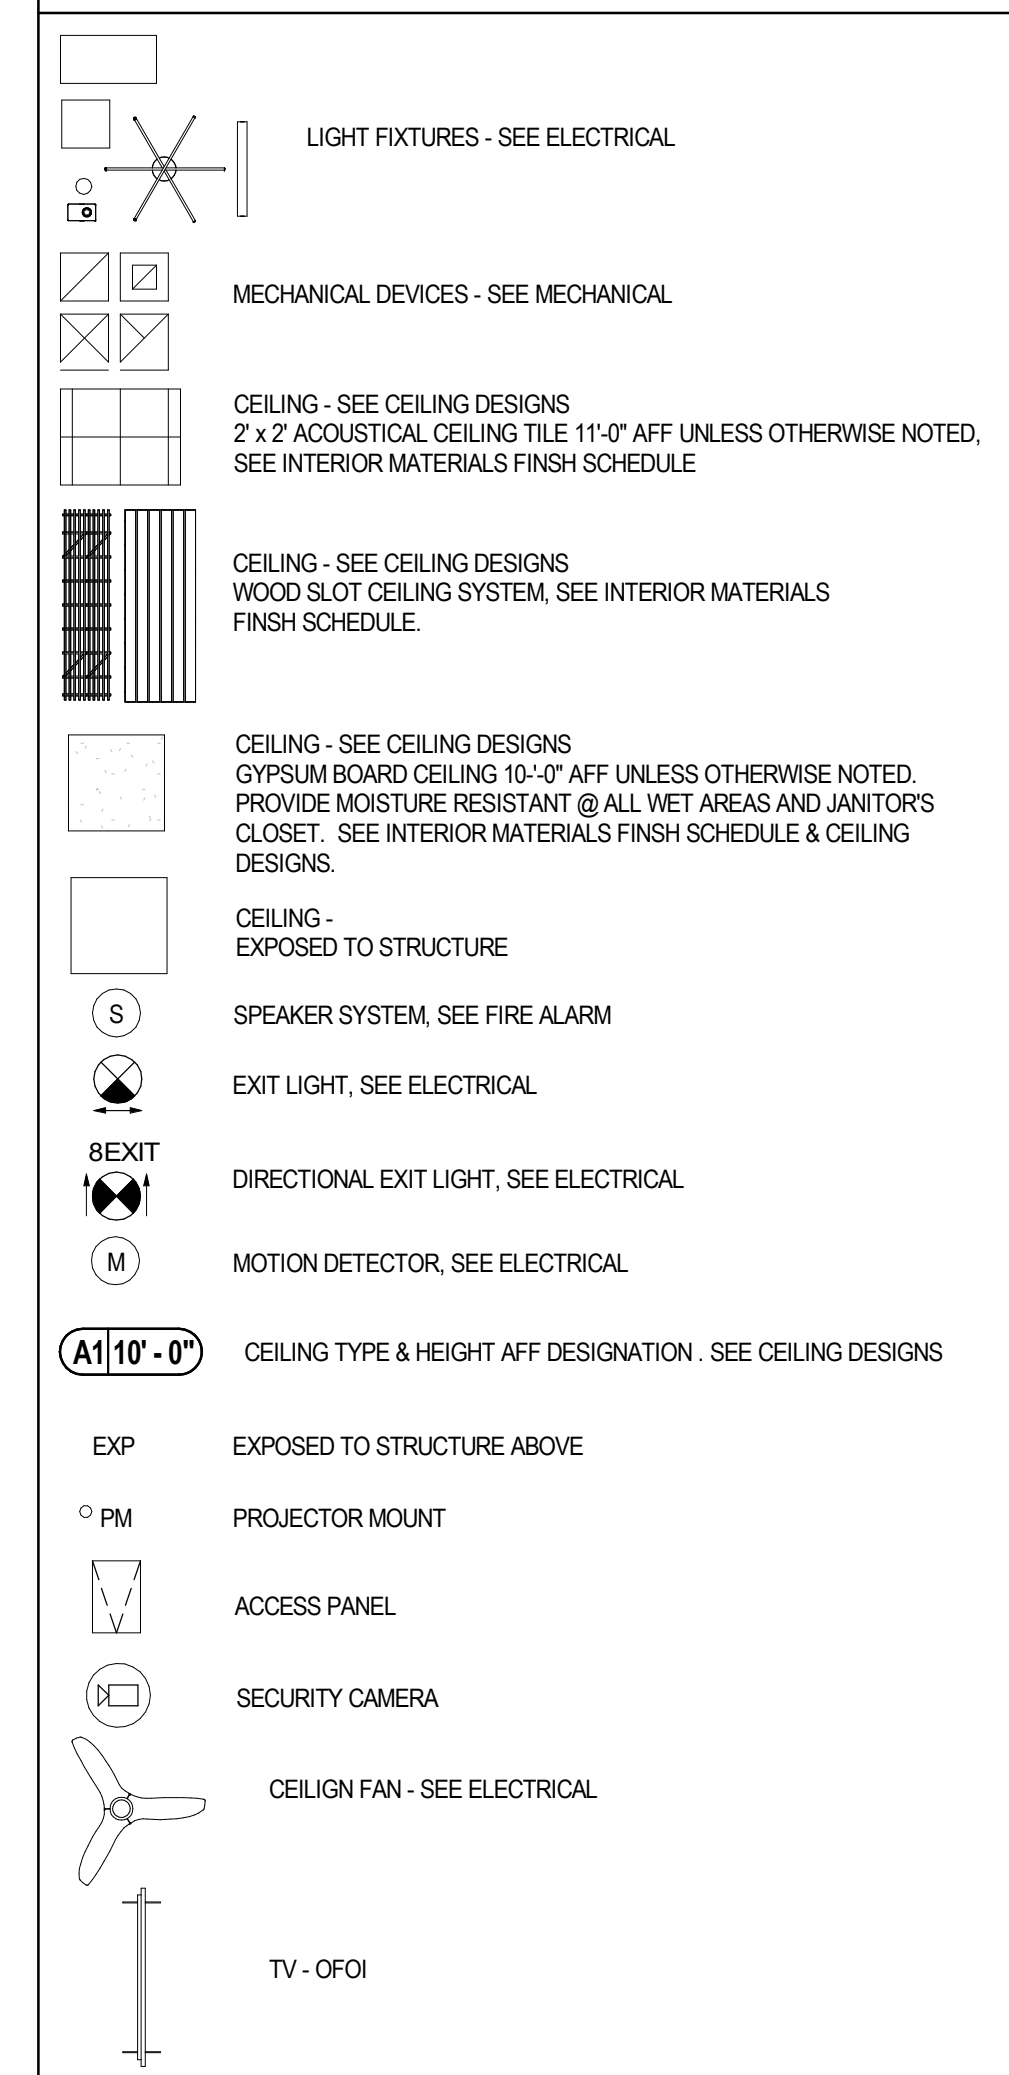 LIGHT FIXTURES - SEE ELECTRICAL
MECHANICAL DEVICES - SEE MECHANICAL
CEILING - SEE CEILING DESIGNS
2' x 2' ACOUSTICAL CEILING TILE 11'-0" AFF UNLESS OTHERWISE NOTED,
SEE INTERIOR MATERIALS FINSH SCHEDULE
CEILING - SEE CEILING DESIGNS
WOOD SLOT CEILING SYSTEM, SEE INTERIOR MATERIALS
FINSH SCHEDULE.
CEILING - SEE CEILING DESIGNS
GYPSUM BOARD CEILING 10-'-0" AFF UNLESS OTHERWISE NOTED.
PROVIDE MOISTURE RESISTANT @ ALL WET AREAS AND JANITOR'S
CLOSET. SEE INTERIOR MATERIALS FINSH SCHEDULE & CEILING
DESIGNS.
CEILING -
EXPOSED TO STRUCTURE
S SPEAKER SYSTEM, SEE FIRE ALARM
EXIT LIGHT, SEE ELECTRICAL
8EXIT
DIRECTIONAL EXIT LIGHT, SEE ELECTRICAL
M MOTION DETECTOR, SEE ELECTRICAL
A1 10' - 0" CEILING TYPE & HEIGHT AFF DESIGNATION . SEE CEILING DESIGNS
EXP EXPOSED TO STRUCTURE ABOVE
PM PROJECTOR MOUNT
ACCESS PANEL
SECURITY CAMERA
CEILIGN FAN - SEE ELECTRICAL
TV - OFOI